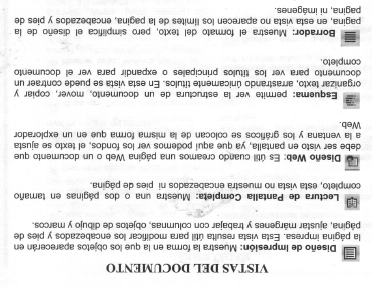 VISTAS DEL DOCUMENTO
Diseño de Impresión: Muestra la forma en la que los objetos aparecerán en
la página impresa. Esta vista resulta útil para modificar los encabezados y pies de
página, ajustar márgenes y trabajar con columnas, objetos de dibujo y marcos.
Lectura de Pantalla Completa: Muestra una o dos páginas en tamaño
completo, esta vista no muestra encabezados ni pies de página.
Diseño Web: Es útil cuando creamos una página Web o un documento que
debe ser visto en pantalla, ya que aquí podemos ver los fondos, el texto se ajusta
a la ventana y los gráficos se colocan de la misma forma que en un explorador
Web.
Esquema: permite ver la estructura de un documento, mover, copiar y
organizar texto, arrastrando únicamente títulos. En esta vista se puede contraer un
documento para ver los títulos principales o expandir para ver el documento
completo.
Borrador: Muestra el formato del texto, pero simplifica el diseño de la
pagina, en esta vista no aparecen los límites de la pagina, encabezados y pies de
pagina, ni imágenes.